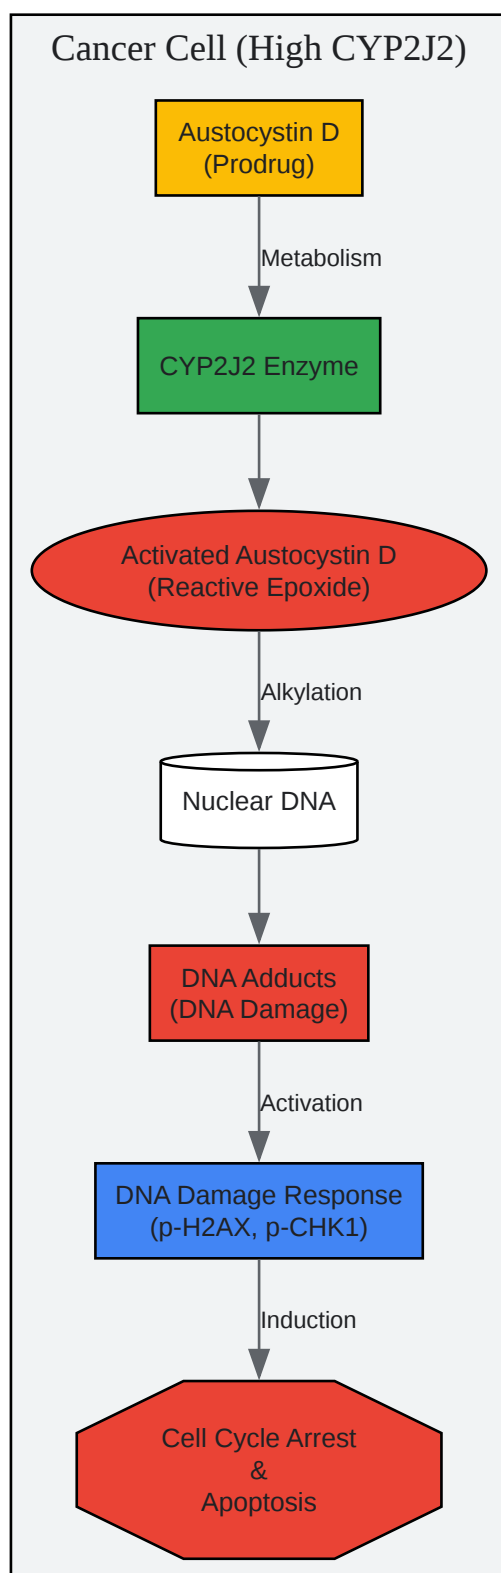 Cancer Cell (High CYP2J2)
Austocystin D
(Prodrug)
Metabolism
CYP2J2 Enzyme
Activated Austocystin D
(Reactive Epoxide)
Alkylation
Nuclear DNA
DNA Adducts
(DNA Damage)
Activation
DNA Damage Response
(p-H2AX, p-CHK1)
Induction
Cell Cycle Arrest
&
Apoptosis